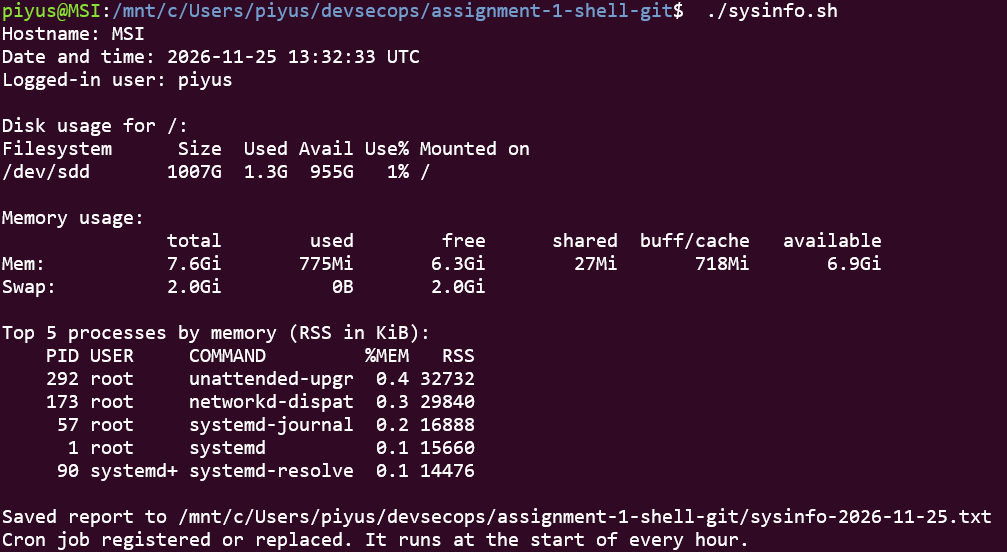 piyus@MSI:/mnt/c/Users/piyus/devsecops/assignment-1-shell-git$  ./sysinfo.sh
Hostname: MSI
Date and time: 2026-11-25 13:32:33 UTC
Logged-in user: piyus

Disk usage for /:
Filesystem      Size  Used Avail Use% Mounted on
/dev/sdd       1007G  1.3G  955G   1% /

Memory usage:
               total        used        free      shared  buff/cache   available
Mem:           7.6Gi       775Mi       6.3Gi        27Mi       718Mi       6.9Gi
Swap:          2.0Gi          0B       2.0Gi

Top 5 processes by memory (RSS in KiB):
    PID USER     COMMAND         %MEM   RSS
    292 root     unattended-upgr  0.4 32732
    173 root     networkd-dispat  0.3 29840
     57 root     systemd-journal  0.2 16888
      1 root     systemd          0.1 15660
     90 systemd+ systemd-resolve  0.1 14476

Saved report to /mnt/c/Users/piyus/devsecops/assignment-1-shell-git/sysinfo-2026-11-25.txt
Cron job registered or replaced. It runs at the start of every hour.